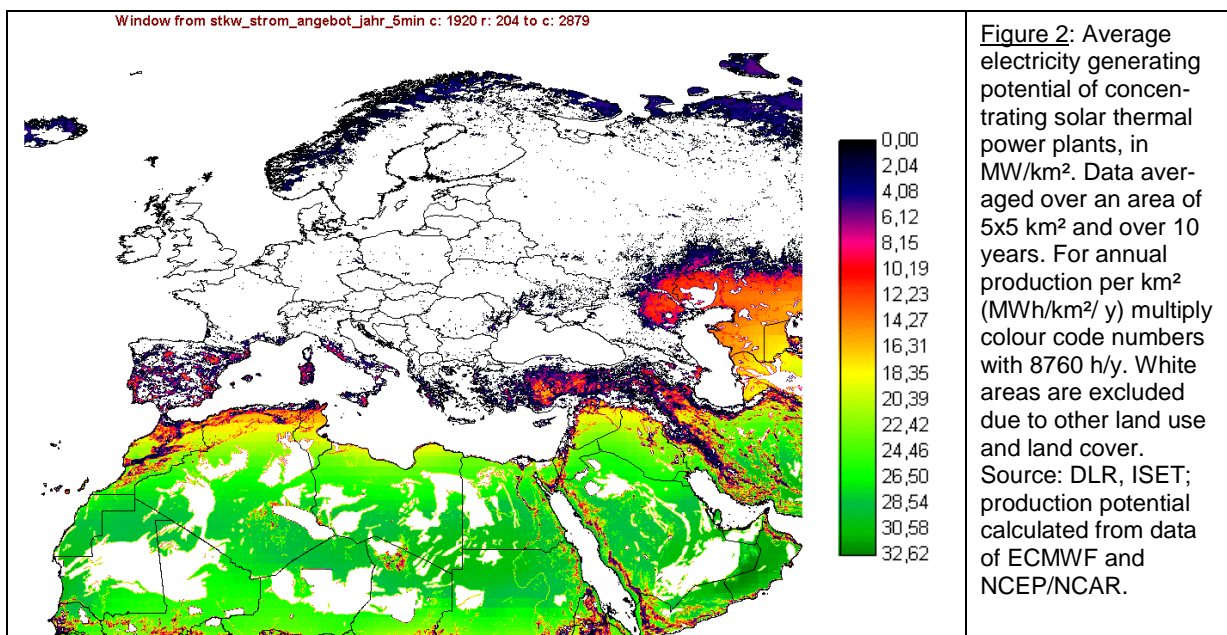 Window from stkw_strom_angebot_jahr_5min c: 1920 r: 204 to c: 2879
0,00
2,04
4,08
6,12
8,15
10,19
12,23
14,27
16,31
18,35
20,39
22,42
24,46
26,50
28,54
30,58
32,62
Figure 2: Average
electricity generating
potential of concen-
trating solar thermal
power plants, in
MW/km². Data aver-
aged over an area of
5x5 km² and over 10
years. For annual
production per km²
(MWh/km²/ y) multiply
colour code numbers
with 8760 h/y. White
areas are excluded
due to other land use
and land cover.
Source: DLR, ISET;
production potential
calculated from data
of ECMWF and
NCEP/NCAR.